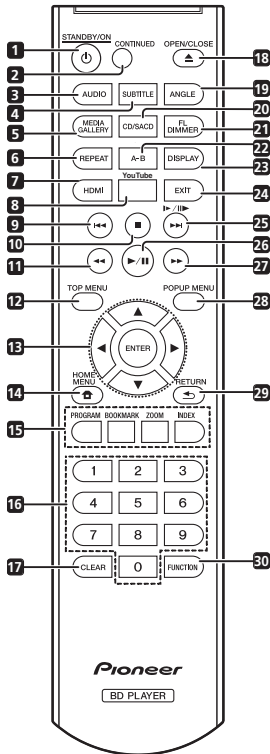 STANDBY/ON CONTINUED OPEN/CLOSE
1 18
2
3 AUDIO SUBTITLE ANGLE 19
4 20
5 MEDIA GALLERY CD/SACD FL DIMMER 21
22
6 REPEAT A-B DISPLAY 23
YouTube
7 HDMI EXIT 24
8
9 25
10 26
11 27
TOP MENU POPUP MENU
12 28
13 ENTER
HOME MENU RETURN
14 29
PROGRAM BOOKMARK ZOOM INDEX
15
1 2 3
16 4 5 6
7 8 9
17 CLEAR 0 FUNCTION 30
Pioneer
BD PLAYER